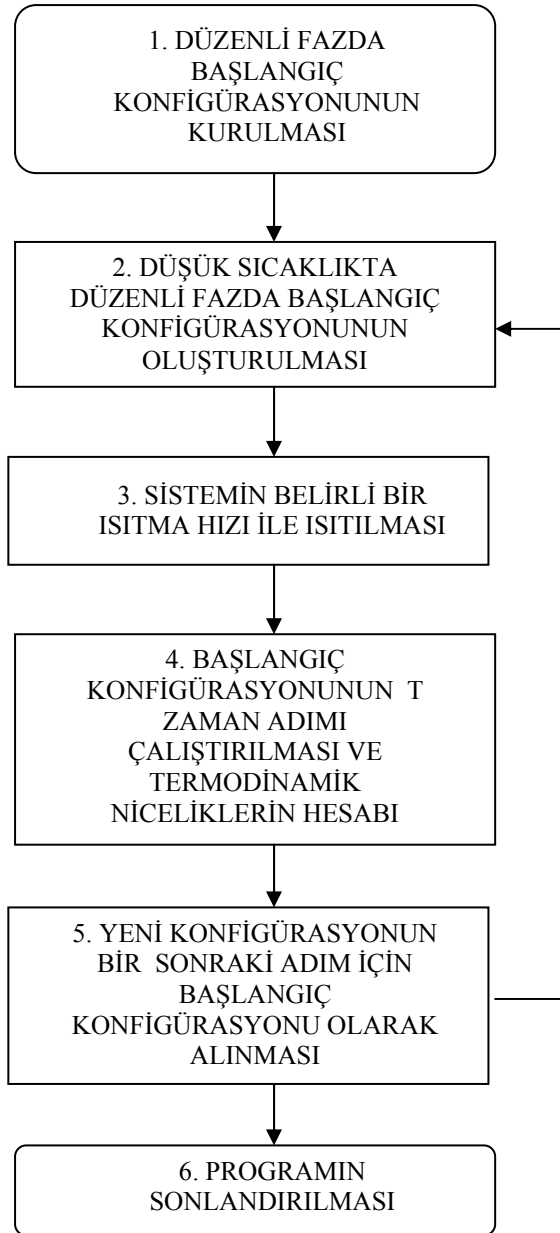 1. DÜZENLİ FAZDA
BAŞLANGIÇ
KONFİGÜRASYONUNUN
KURULMASI
2. DÜŞÜK SICAKLIKTA
DÜZENLİ FAZDA BAŞLANGIÇ
KONFİGÜRASYONUNUN
OLUŞTURULMASI
3. SİSTEMİN BELİRLİ BİR
ISITMA HIZI İLE ISITILMASI
4. BAŞLANGIÇ
KONFİGÜRASYONUNUN T
ZAMAN ADIMI
ÇALIŞTIRILMASI VE
TERMODİNAMİK
NİCELİKLERİN HESABI
5. YENİ KONFİGÜRASYONUN
BİR SONRAKİ ADIM İÇİN
BAŞLANGIÇ
KONFİGÜRASYONU OLARAK
ALINMASI
6. PROGRAMIN
SONLANDIRILMASI